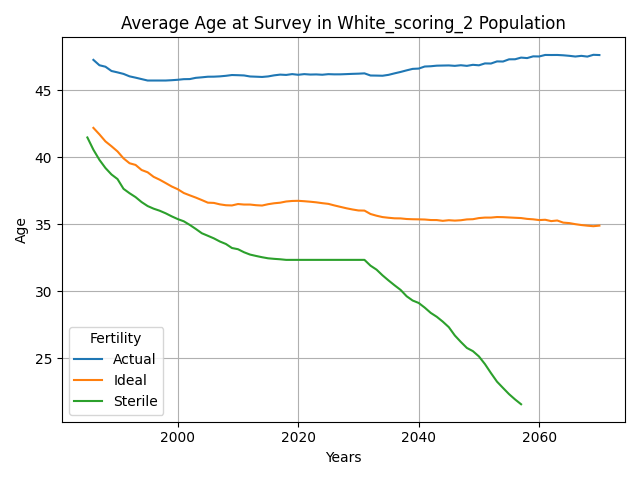 Average Age at Survey in White_scoring_2 Population
Age
45
40
35
30
25
Fertility
Actual
Ideal
Sterile
2000 2020 2040 2060
Years